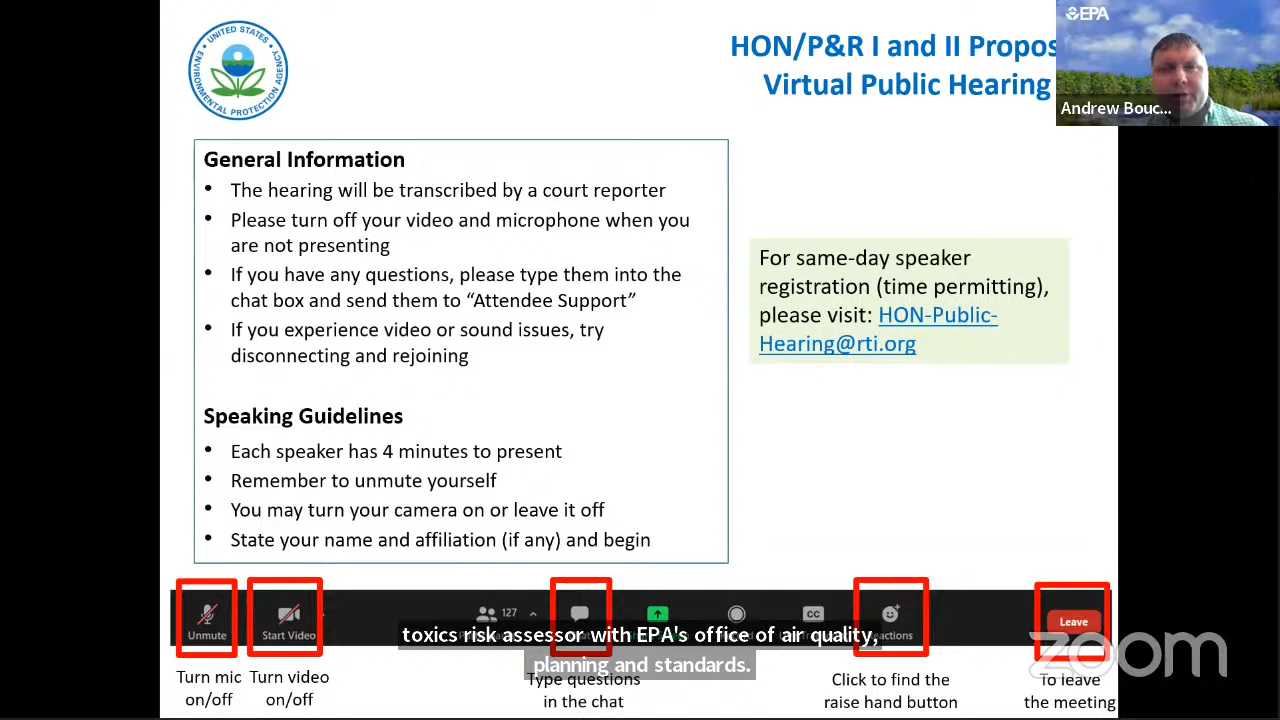 UNITED STATES
ENVIRONMENTAL PROTECTION AGENCY
HON/P&R I and II Propos
Virtual Public Hearing
EPA
Andrew Bouc...
General Information
• The hearing will be transcribed by a court reporter
• Please turn off your video and microphone when you
are not presenting
• If you have any questions, please type them into the
chat box and send them to “Attendee Support”
• If you experience video or sound issues, try
disconnecting and rejoining
For same-day speaker
registration (time permitting),
please visit: HON-Public-
Hearing@rti.org
Speaking Guidelines
• Each speaker has 4 minutes to present
• Remember to unmute yourself
• You may turn your camera on or leave it off
• State your name and affiliation (if any) and begin
127
CC
Unmute
Start Video
Leave
toxics risk assessor with EPA's office of air quality,
planning and standards.
zoom
Turn mic
on/off
Turn video
on/off
Type questions
in the chat
Click to find the
raise hand button
To leave
the meeting